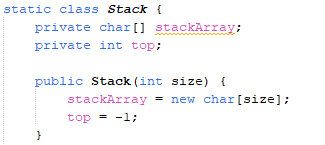 static class Stack {
    private char[] stackArray;
    private int top;

    public Stack(int size) {
        stackArray = new char[size];
        top = -1;
    }